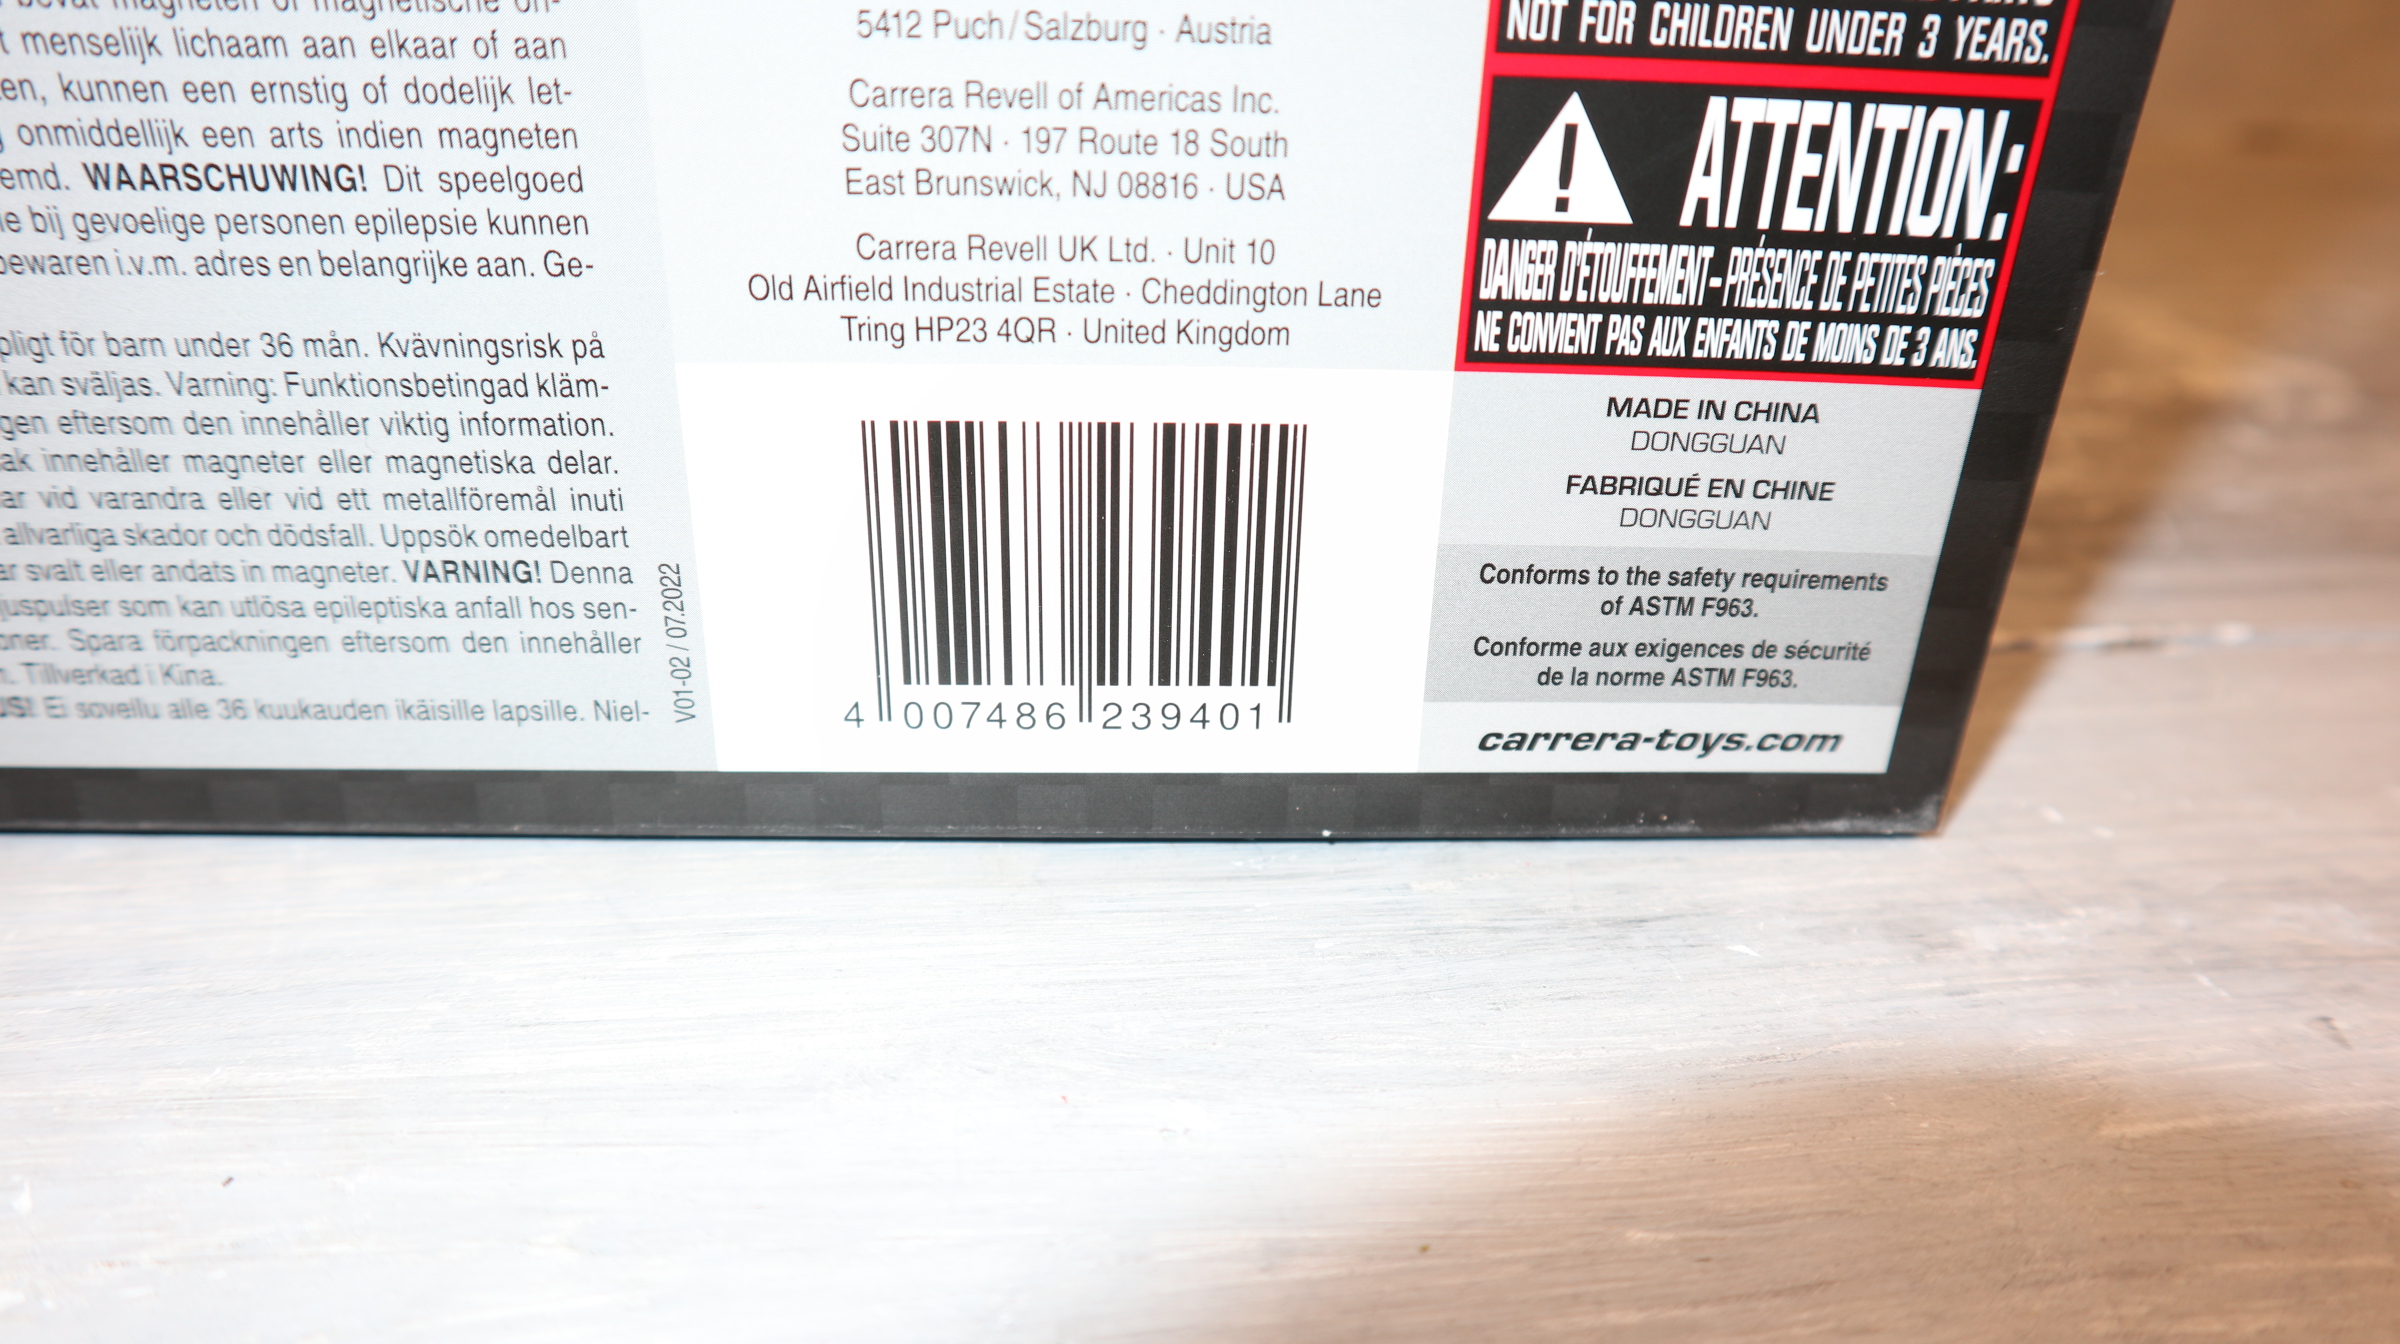 menselijk lichaam aan elkaar of aan
kunnen een ernstig of dodelijk let-
onmiddellijk een arts indien magneten
WAARSCHUWING! Dit speelgoed
bij gevoelige personen epilepsie kunnen
bewaren i.v.m. adres en belangrijke aan. Ge-
för barn under 36 mån. Kvävningsrisk på
kan sväljas. Varning: Funktionsbetingad kläm-
eftersom den innehåller viktig information.
innehåller magneter eller magnetiska delar.
vid varandra eller vid ett metallföremål inuti
allvarliga skador och dödsfall. Uppsök omedelbart
svalt eller andats in magneter. VARNING! Denna
som kan utlösa epileptiska anfall hos sen-
Spara förpackningen eftersom den innehåller
Tillverkad i Kina.
Ei sovellu alle 36 kuukauden ikäisille lapsille. Niel-
V01-02 / 07.2022
5412 Puch/Salzburg · Austria
Carrera Revell of Americas Inc.
Suite 307N · 197 Route 18 South
East Brunswick, NJ 08816 · USA
Carrera Revell UK Ltd. · Unit 10
Old Airfield Industrial Estate · Cheddington Lane
Tring HP23 4QR · United Kingdom
4 007486 239401
NOT FOR CHILDREN UNDER 3 YEARS.
ATTENTION:
DANGER D'ÉTOUFFEMENT – PRÉSENCE DE PETITES PIÈCES
NE CONVIENT PAS AUX ENFANTS DE MOINS DE 3 ANS.
MADE IN CHINA
DONGGUAN
FABRIQUÉ EN CHINE
DONGGUAN
Conforms to the safety requirements
of ASTM F963.
Conforme aux exigences de sécurité
de la norme ASTM F963.
carrera-toys.com